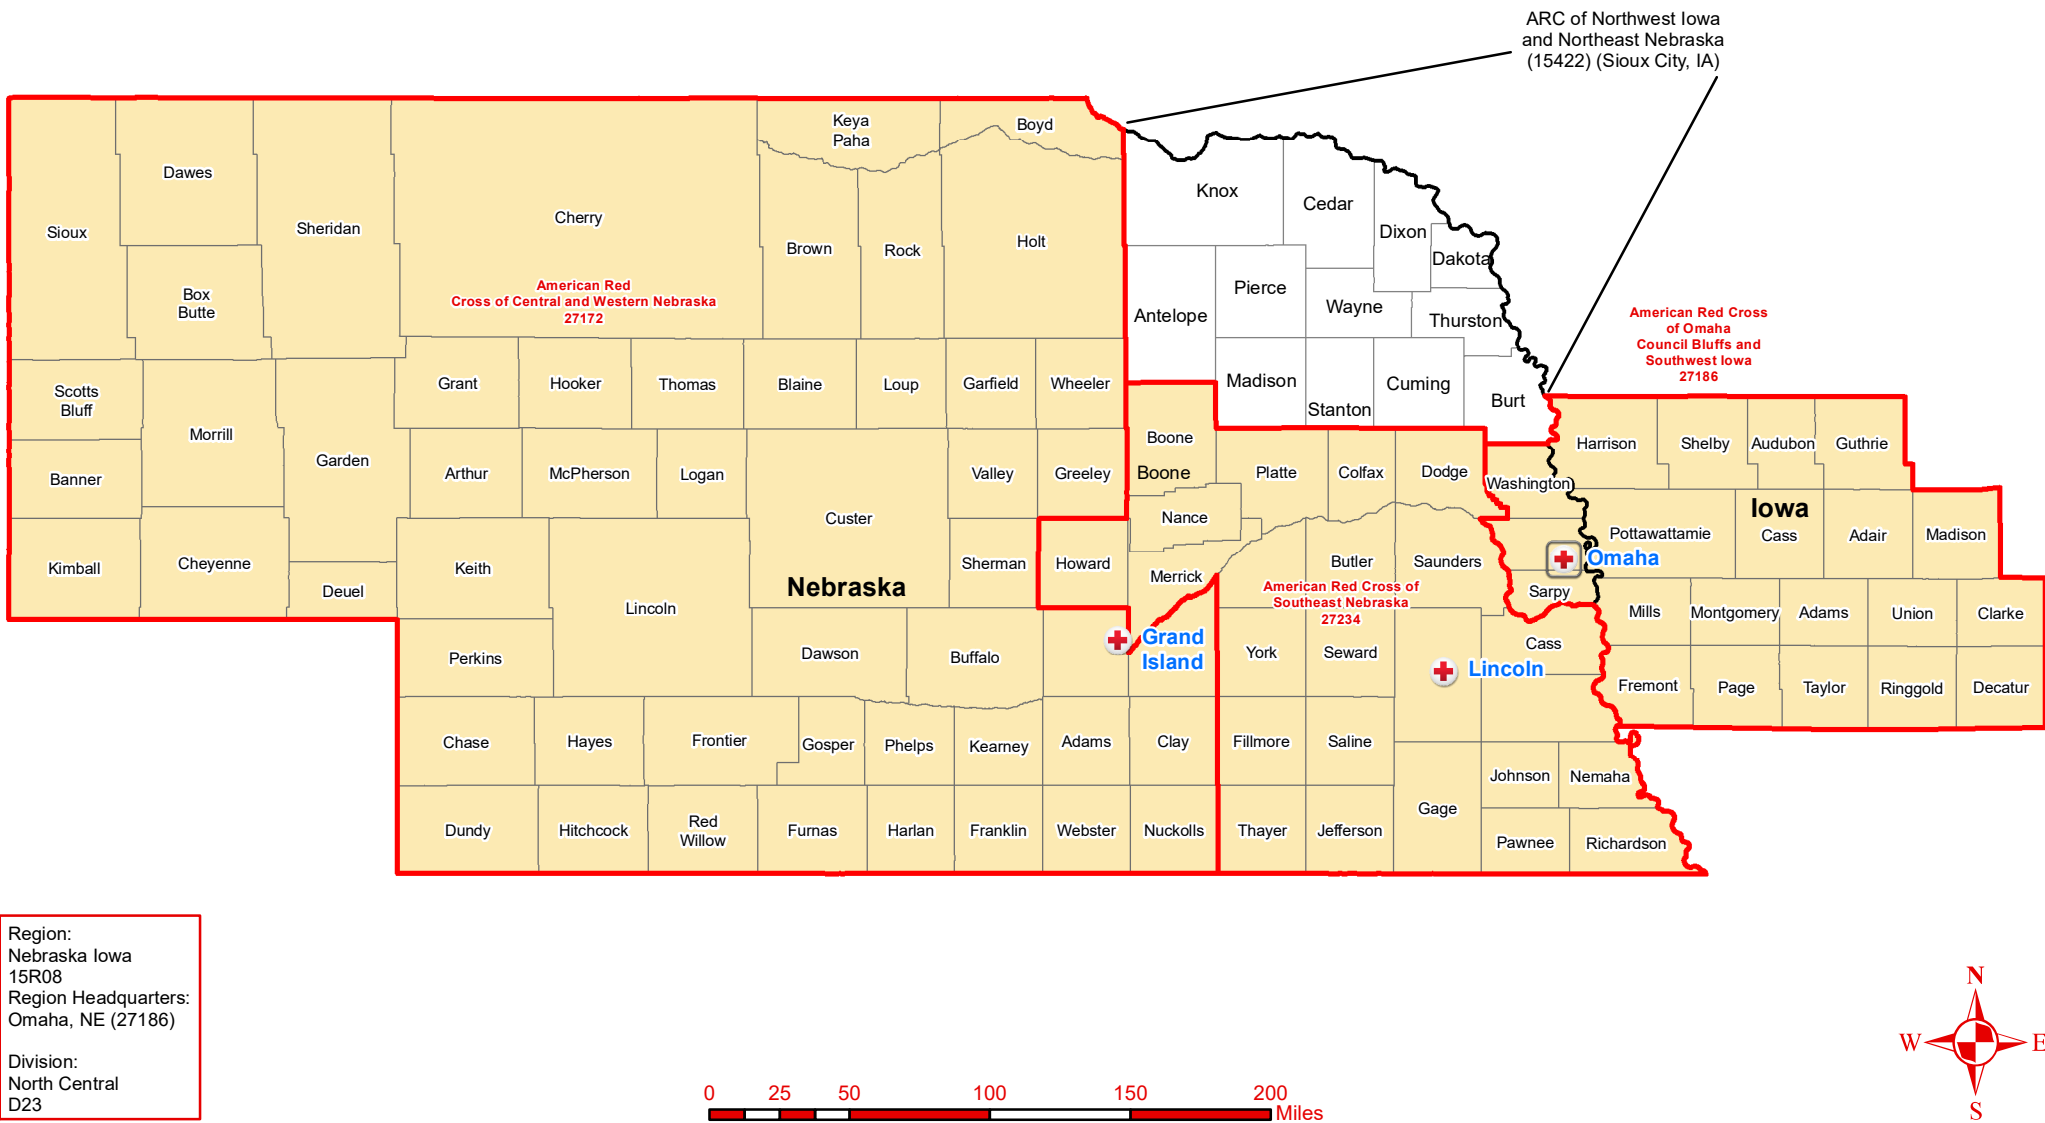 ARC of Northwest Iowa
and Northeast Nebraska
(15422) (Sioux City, IA)
Keya
Paha
Boyd
Dawes
Sioux
Sheridan
Cherry
Brown
Rock
Holt
Knox
Cedar
Dixon
Dakota
Box
Butte
American Red
Cross of Central and Western Nebraska
27172
Antelope
Pierce
Wayne
Thurston
American Red Cross
of Omaha
Council Bluffs and
Southwest Iowa
27186
Scotts
Bluff
Grant
Hooker
Thomas
Blaine
Loup
Garfield
Wheeler
Madison
Stanton
Cuming
Burt
Morrill
Garden
Boone
Boone
Harrison
Shelby
Audubon
Guthrie
Banner
Arthur
McPherson
Logan
Custer
Valley
Greeley
Platte
Colfax
Dodge
Washington
Nance
Iowa
Pottawattamie
Cass
Adair
Madison
Kimball
Cheyenne
Deuel
Keith
Lincoln
Nebraska
Sherman
Howard
Merrick
Butler
Saunders
Omaha
Sarpy
American Red Cross of
Southeast Nebraska
27234
Mills
Montgomery
Adams
Union
Clarke
Perkins
Dawson
Buffalo
Grand
Island
York
Seward
Lincoln
Cass
Fremont
Page
Taylor
Ringgold
Decatur
Chase
Hayes
Frontier
Gosper
Phelps
Kearney
Adams
Clay
Fillmore
Saline
Johnson
Nemaha
Dundy
Hitchcock
Red
Willow
Furnas
Harlan
Franklin
Webster
Nuckolls
Thayer
Jefferson
Gage
Pawnee
Richardson
Region:
Nebraska Iowa
15R08
Region Headquarters:
Omaha, NE (27186)
Division:
North Central
D23
0 25 50 100 150 200
Miles
N
W E
S